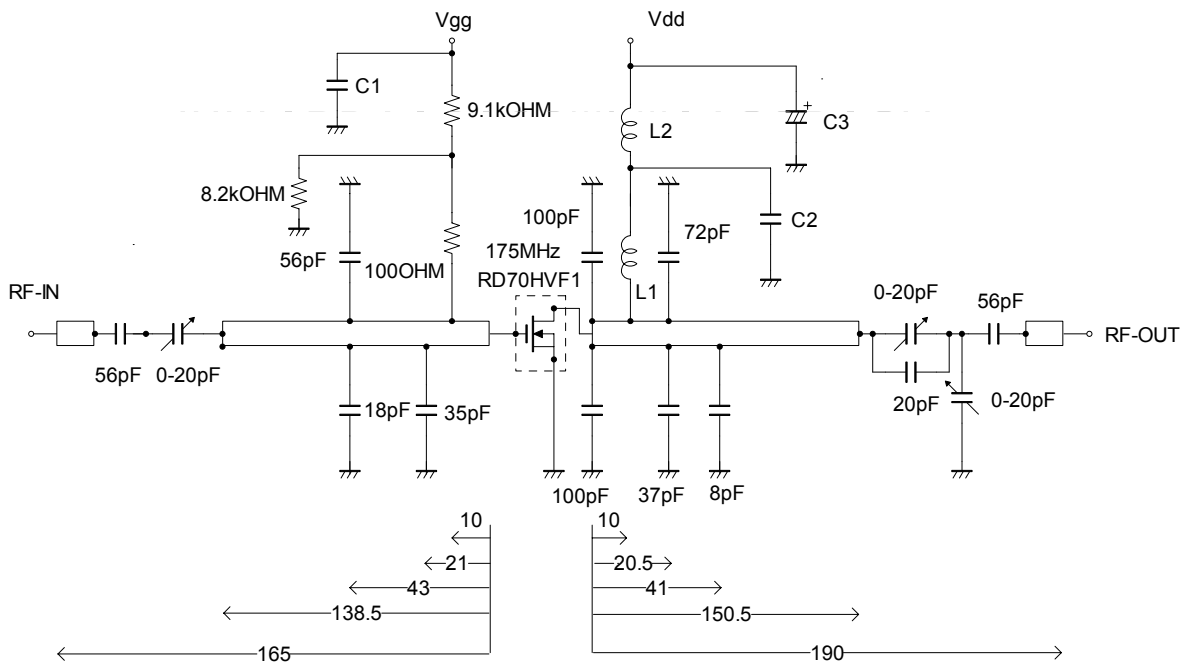 Vgg
Vdd
C1
9.1kOHM
L2
C3
8.2kOHM
100pF
72pF
C2
175MHz
56pF
100OHM
RD70HVF1
L1
RF-IN
0-20pF
56pF
RF-OUT
56pF
0-20pF
18pF
35pF
20pF
0-20pF
100pF
37pF
8pF
10
10
21
20.5
43
41
138.5
150.5
165
190